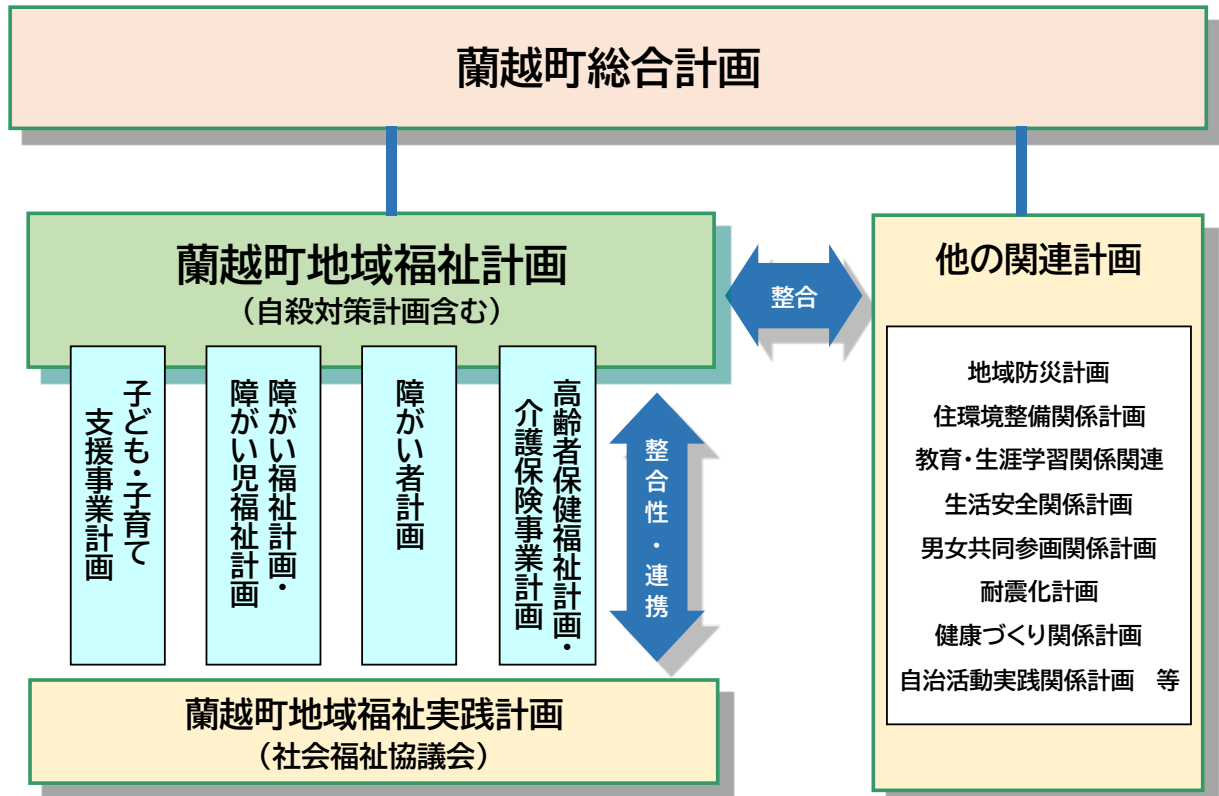 蘭越町総合計画
蘭越町地域福祉計画
（自殺対策計画含む）
整合
他の関連計画
子ども・子育て
支援事業計画
障がい福祉計画・
障がい児福祉計画
障がい者計画
高齢者保健福祉計画・
介護保険事業計画
整合性・連携
地域防災計画
住環境整備関係計画
教育・生涯学習関係関連
生活安全関係計画
男女共同参画関係計画
耐震化計画
健康づくり関係計画
自治活動実践関係計画　等
蘭越町地域福祉実践計画
（社会福祉協議会）